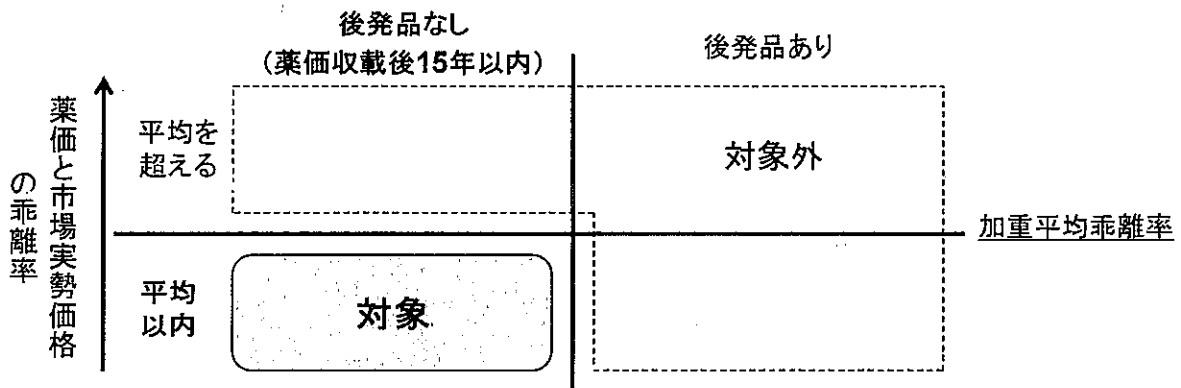 後発品なし
（薬価収載後15年以内）
後発品あり
薬価と市場実勢価格
の乖離率
平均を
超える
対象外
加重平均乖離率
平均
以内
対象